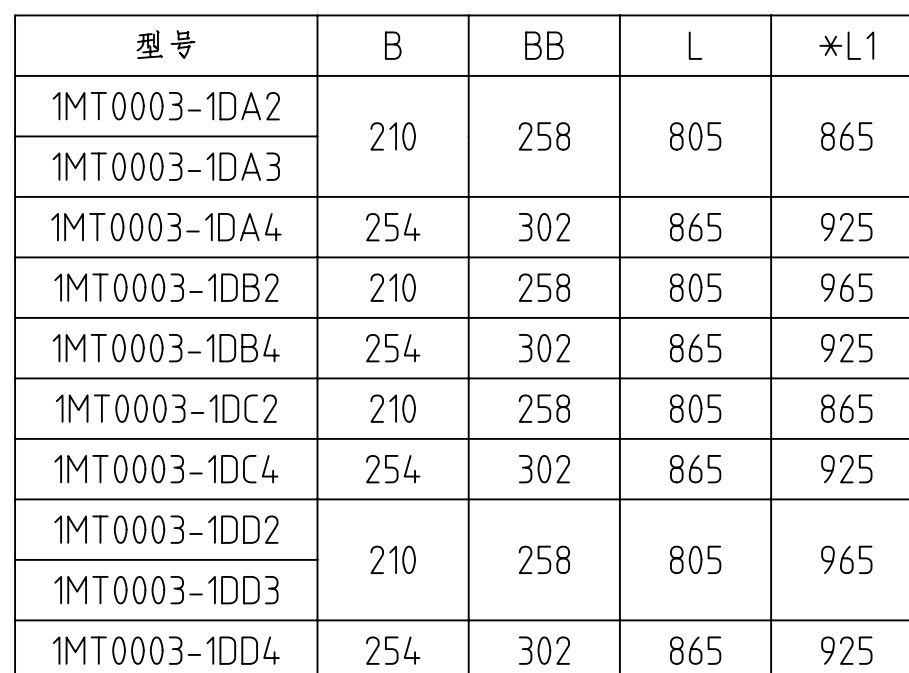 型号 B BB L *L1
1MT0003-1DA2 210 258 805 865
1MT0003-1DA3
1MT0003-1DA4 254 302 865 925
1MT0003-1DB2 210 258 805 965
1MT0003-1DB4 254 302 865 925
1MT0003-1DC2 210 258 805 865
1MT0003-1DC4 254 302 865 925
1MT0003-1DD2 210 258 805 965
1MT0003-1DD3
1MT0003-1DD4 254 302 865 925